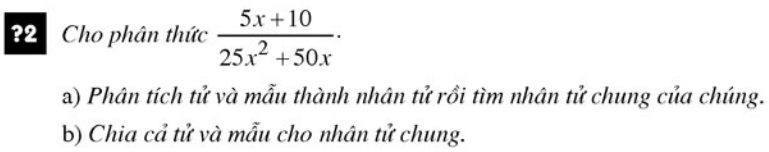 ?2 Cho phân thức \frac{5x+10}{25x^2+50x}.
a) Phân tích tử và mẫu thành nhân tử rồi tìm nhân tử chung của chúng.
b) Chia cả tử và mẫu cho nhân tử chung.